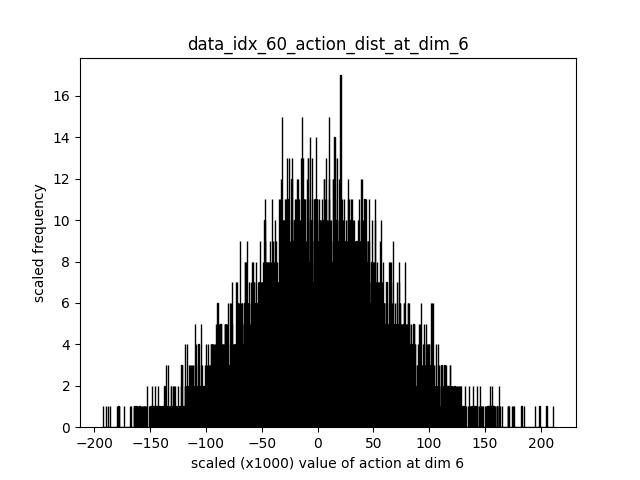 data_idx_60_action_dist_at_dim_6
scaled frequency
16
14
12
10
8
6
4
2
0
−200 −150 −100 −50 0 50 100 150 200
scaled (x1000) value of action at dim 6